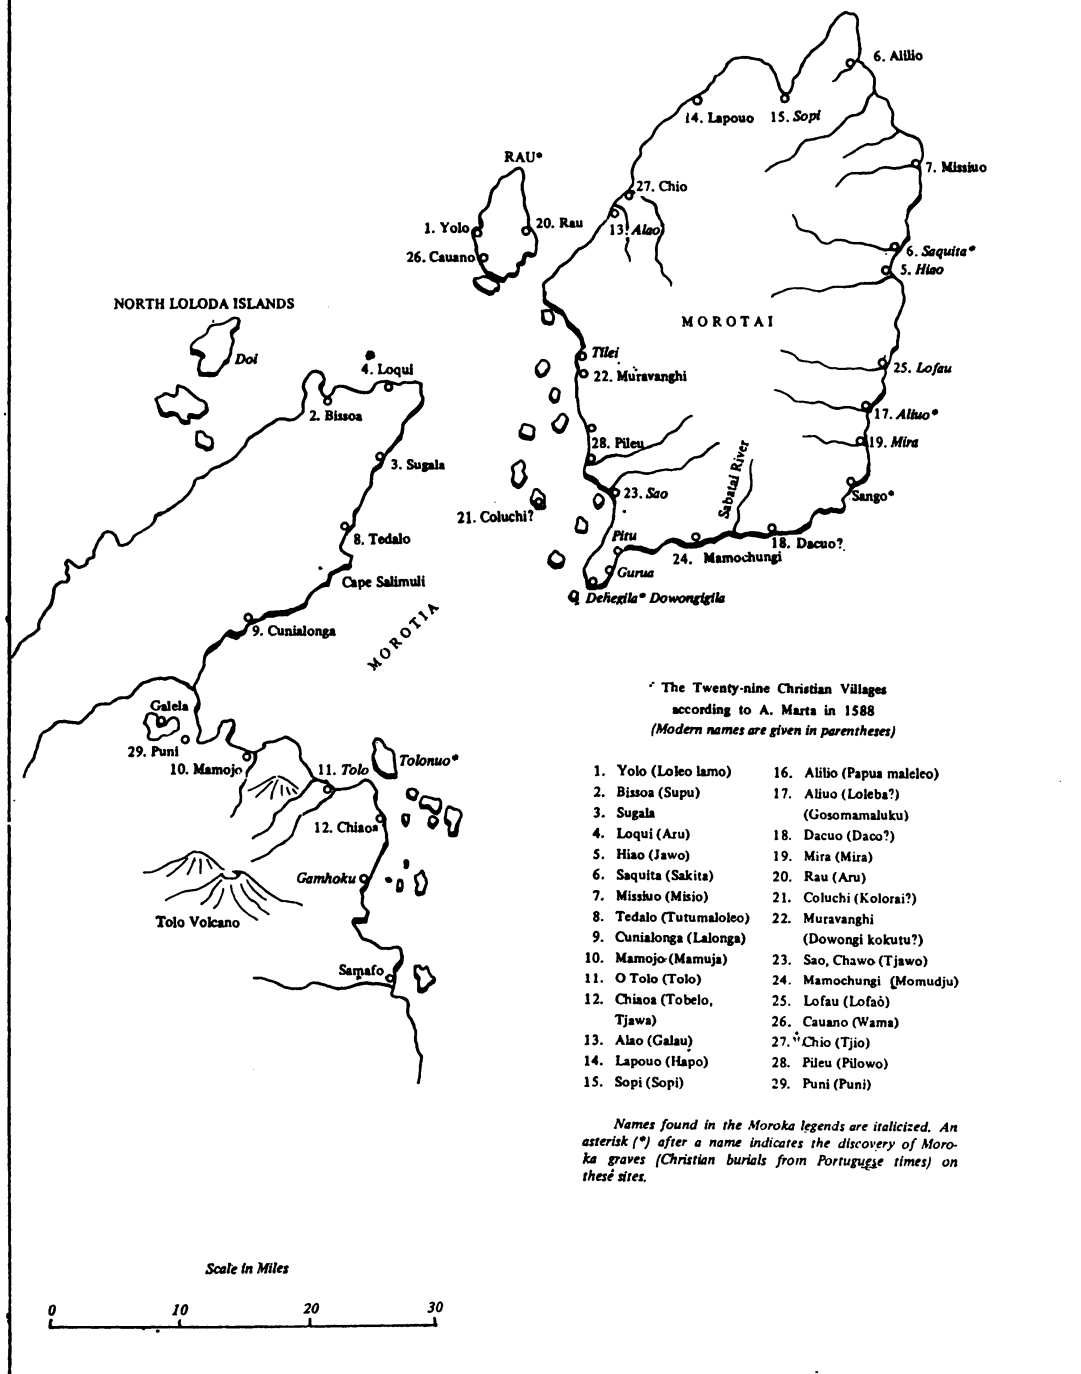 6. Alilio
14. Lapouo
15. Sopi
RAU*
7. Missiuo
27. Chio
1. Yolo
20. Rau
13. Alao
26. Cauano
6. Saquita*
5. Hiao
NORTH LOLODA ISLANDS
MOROTAI
Doi
Tilei
4. Loqui
25. Lofau
22. Muravanghi
2. Bissoa
17. Aliuo*
28. Pileu
19. Mira
3. Sugala
Sabatai River
23. Sao
Sango*
21. Coluchi?
8. Tedalo
Pitu
18. Dacuo?
24. Mamochungi
Gurua
Cape Salimuli
Dehegila* Dowongigila
MOROTIA
9. Cunialonga
Galela
29. Puni
10. Mamojo
11. Tolo
Tolonuo*
12. Chiaoa
Gamhoku
Tolo Volcano
Samafo
The Twenty-nine Christian Villages
according to A. Marta in 1588
(Modern names are given in parentheses)
1. Yolo (Loleo lamo)
2. Bissoa (Supu)
3. Sugala
4. Loqui (Aru)
5. Hiao (Jawo)
6. Saquita (Sakita)
7. Missiuo (Misio)
8. Tedalo (Tutumaloleo)
9. Cunialonga (Lalonga)
10. Mamojo (Mamuja)
11. O Tolo (Tolo)
12. Chiaoa (Tobelo,
Tjawa)
13. Alao (Galau)
14. Lapouo (Hapo)
15. Sopi (Sopi)
16. Alilio (Papua maleleo)
17. Aliuo (Loleba?)
(Gosomamaluku)
18. Dacuo (Daco?)
19. Mira (Mira)
20. Rau (Aru)
21. Coluchi (Kolorai?)
22. Muravanghi
(Dowongi kokutu?)
23. Sao, Chawo (Tjawo)
24. Mamochungi (Momudju)
25. Lofau (Lofao)
26. Cauano (Wama)
27. Chio (Tjio)
28. Pileu (Pilowo)
29. Puni (Puni)
Names found in the Moroka legends are italicized. An
asterisk (*) after a name indicates the discovery of Moro-
ka graves (Christian burials from Portuguese times) on
these sites.
Scale in Miles
0 10 20 30